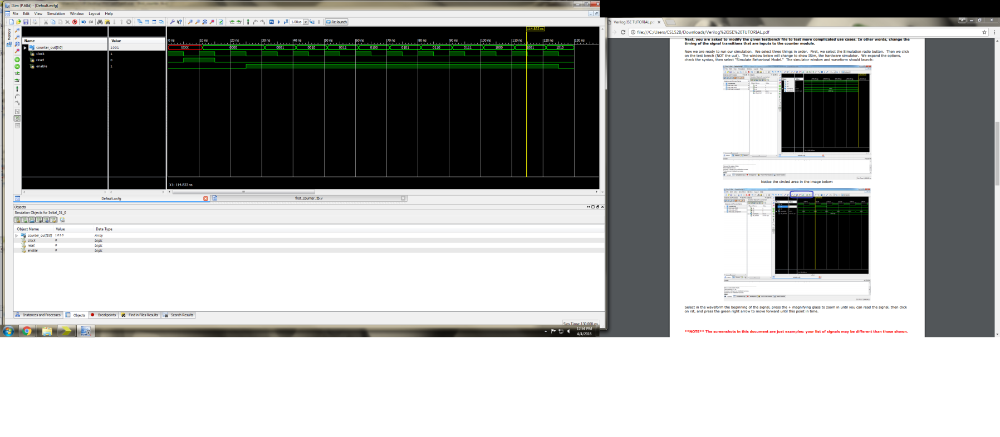 ISim (P.68d) - [Default.wcfg]
File Edit View Simulation Window Layout Help
1.00us Re-launch
Memory
Name Value
counter_out[3:0] 1001
clock 1
reset 0
enable 1
114.833 ns
0 ns 10 ns 20 ns 30 ns 40 ns 50 ns 60 ns 70 ns 80 ns 90 ns 100 ns 110 ns 120 ns 130 ns
XXXX 0000 0001 0010 0011 0100 0101 0110 0111 1000 1001 1010
X1: 114.833 ns
Default.wcfg first_counter_tb.v
Objects
Simulation Objects for Initial_31_0
Object Name Value Data Type
counter_out[3:0] 1010 Array
clock 0 Logic
reset 0 Logic
enable 0 Logic
Instances and Processes Objects Breakpoints Find in Files Results Search Results
Sim Time: 130,000 ps
12:54 PM
4/4/2018
Verilog ISE TUTORIAL.pd
file:///C:/Users/CS152B/Downloads/Verilog%20ISE%20TUTORIAL.pdf
Next, you are asked to modify the given testbench file to test more complicated use cases. In other words, change the
timing of the signal transitions that are inputs to the counter module.
Now we are ready to run our simulation. We select three things in order. First, we select the Simulation radio button. Then we click
on the test bench (NOT the uut). The window below will change to show ISim, the hardware simulator. We expand the options,
check the syntax, then select "Simulate Behavioral Model." The simulator window and waveform should launch:
Notice the circled area in the image below:
Select in the waveform the beginning of the signal, press the + magnifying glass to zoom in until you can read the signal, then click
on rst, and press the green right arrow to move forward until this point in time.
**NOTE** The screenshots in this document are just examples: your list of signals may be different than those shown.